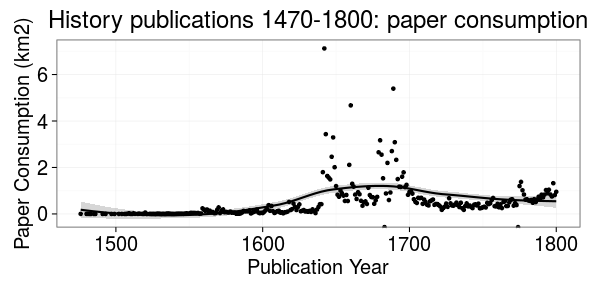 History publications 1470-1800: paper consumption
Paper Consumption (km2)
6
4
2
0
1500
1600
1700
1800
Publication Year